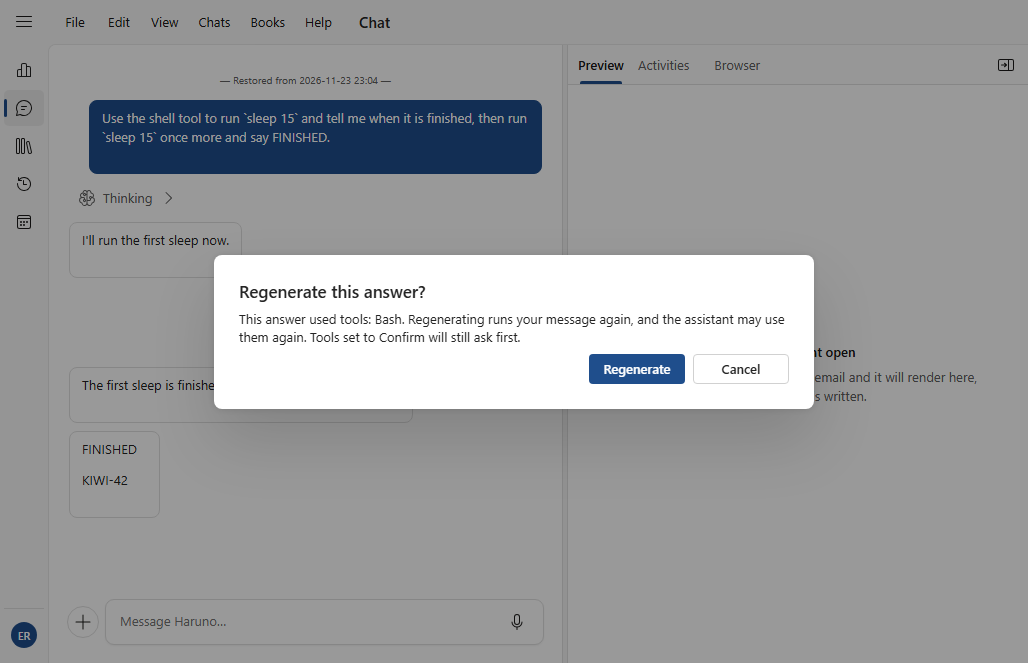 File Edit View Chats Books Help Chat
— Restored from 2026-11-23 23:04 —
Use the shell tool to run `sleep 15` and tell me when it is finished, then run
`sleep 15` once more and say FINISHED.
Thinking
I'll run the first sleep now.
Regenerate this answer?
This answer used tools: Bash. Regenerating runs your message again, and the assistant may use
them again. Tools set to Confirm will still ask first.
Regenerate Cancel
The first sleep is
FINISHED
KIWI-42
Message Haruno...
ER
Preview Activities Browser
open
email and it will render here,
written.